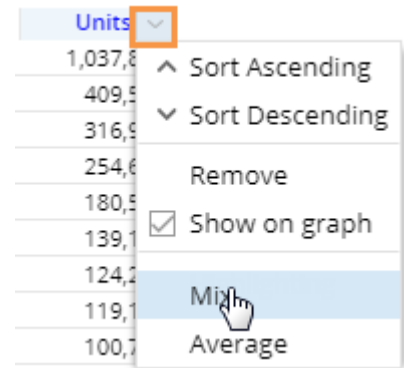 Units
1,037,8
409,5
316,9
254,6
180,5
139,1
124,2
119,1
100,7
Sort Ascending
Sort Descending
Remove
Show on graph
Mix
Average